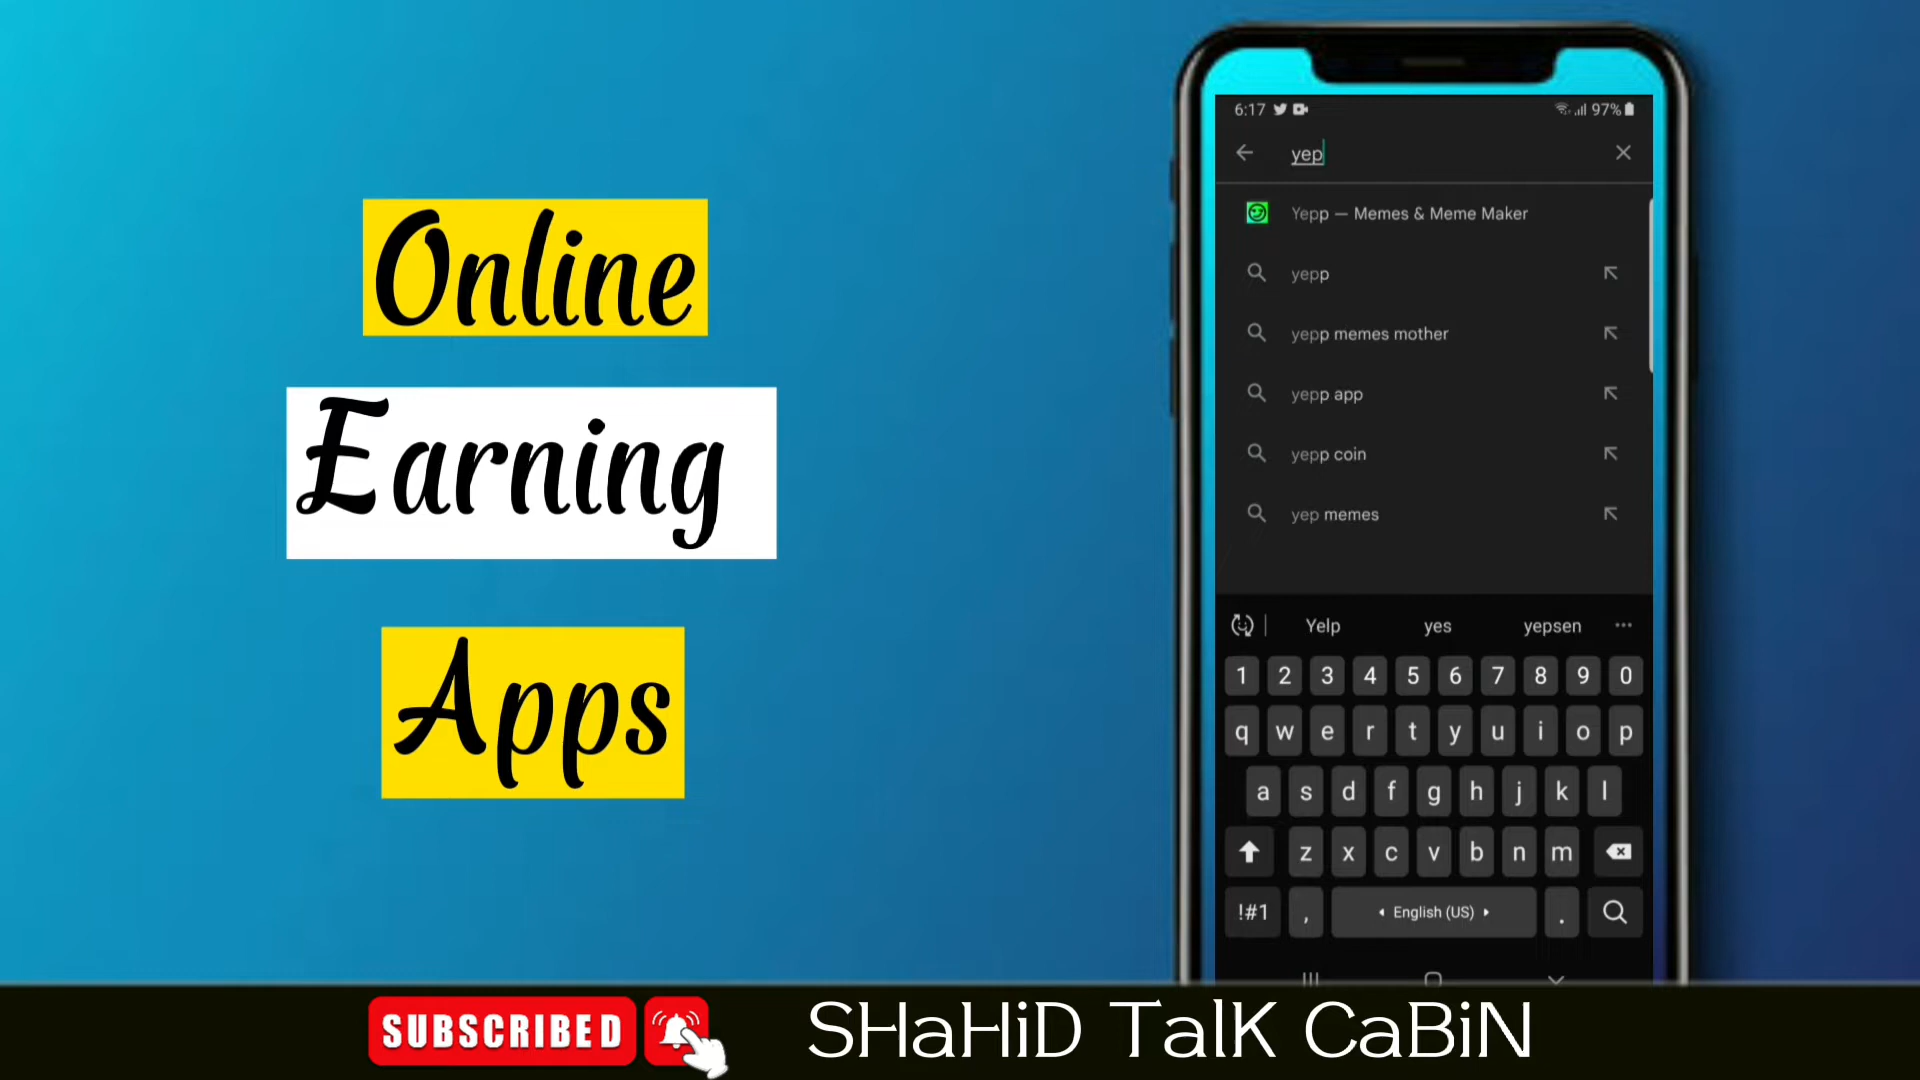 Online
Earning
Apps
6:17
97%
yep
Yepp — Memes & Meme Maker
yepp
yepp memes mother
yepp app
yepp coin
yep memes
Yelp yes yepsen
1 2 3 4 5 6 7 8 9 0
q w e r t y u i o p
a s d f g h j k l
z x c v b n m
!#1 , English (US) .
SUBSCRIBED
SHaHiD TalK CaBiN